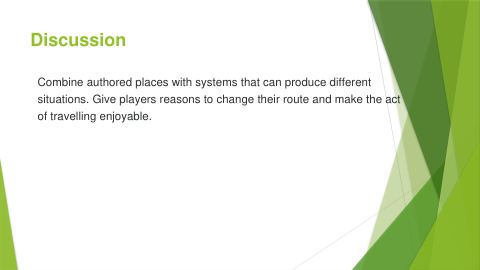 Discussion
Combine authored places with systems that can produce different
situations. Give players reasons to change their route and make the act
of travelling enjoyable.